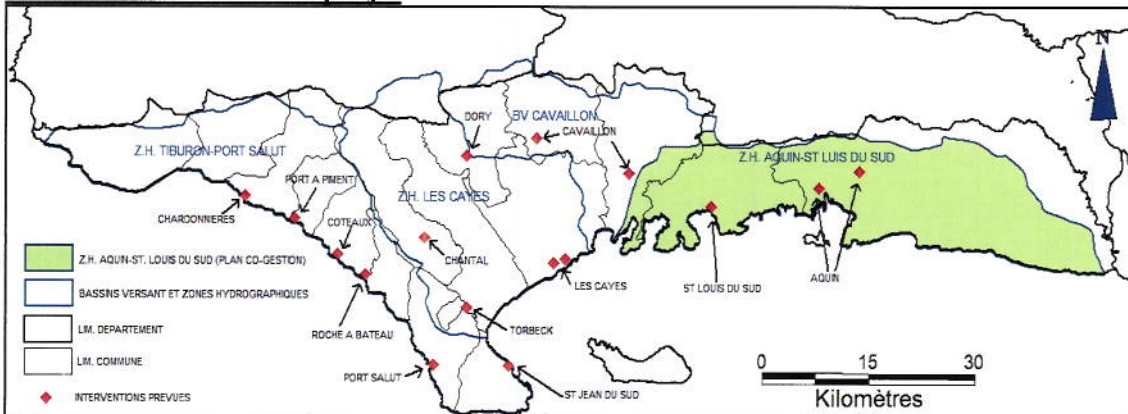 N
DORY
BV CAVAILLON
CAVAILLON
Z.H. TIBURON-PORT SALUT
Z.H. AQUIN-ST LUIS DU SUD
PORT A PIMENT
Z.H. LES CAYES
CHARDONNIERES
COTEAUX
CHANTAL
LES CAYES
ST LOUIS DU SUD
AQUIN
ROCHE A BATEAU
TORBECK
PORT SALUT
ST JEAN DU SUD
Z.H. AQUIN-ST. LOUIS DU SUD (PLAN CO-GESTION)
BASSINS VERSANT ET ZONES HYDROGRAPHIQUES
LIM. DEPARTEMENT
LIM. COMMUNE
INTERVENTIONS PREVUES
0 15 30
Kilomètres